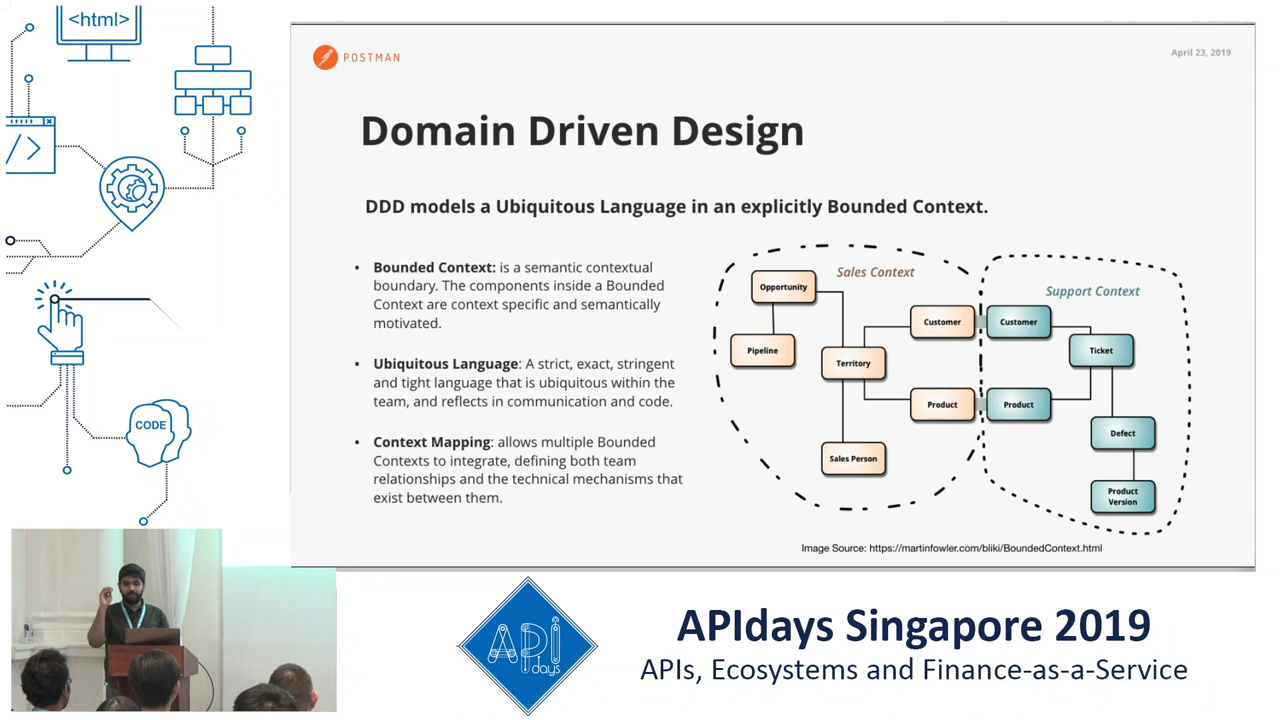 <html>
</>
CODE
POSTMAN
April 23, 2019
Domain Driven Design
DDD models a Ubiquitous Language in an explicitly Bounded Context.
• Bounded Context: is a semantic contextual
boundary. The components inside a Bounded
Context are context specific and semantically
motivated.
• Ubiquitous Language: A strict, exact, stringent
and tight language that is ubiquitous within the
team, and reflects in communication and code.
• Context Mapping: allows multiple Bounded
Contexts to integrate, defining both team
relationships and the technical mechanisms that
exist between them.
Sales Context
Opportunity
Pipeline
Territory
Customer
Product
Sales Person
Support Context
Customer
Ticket
Product
Defect
Product
Version
Image Source: https://martinfowler.com/bliki/BoundedContext.html
API
days
APIdays Singapore 2019
APIs, Ecosystems and Finance-as-a-Service